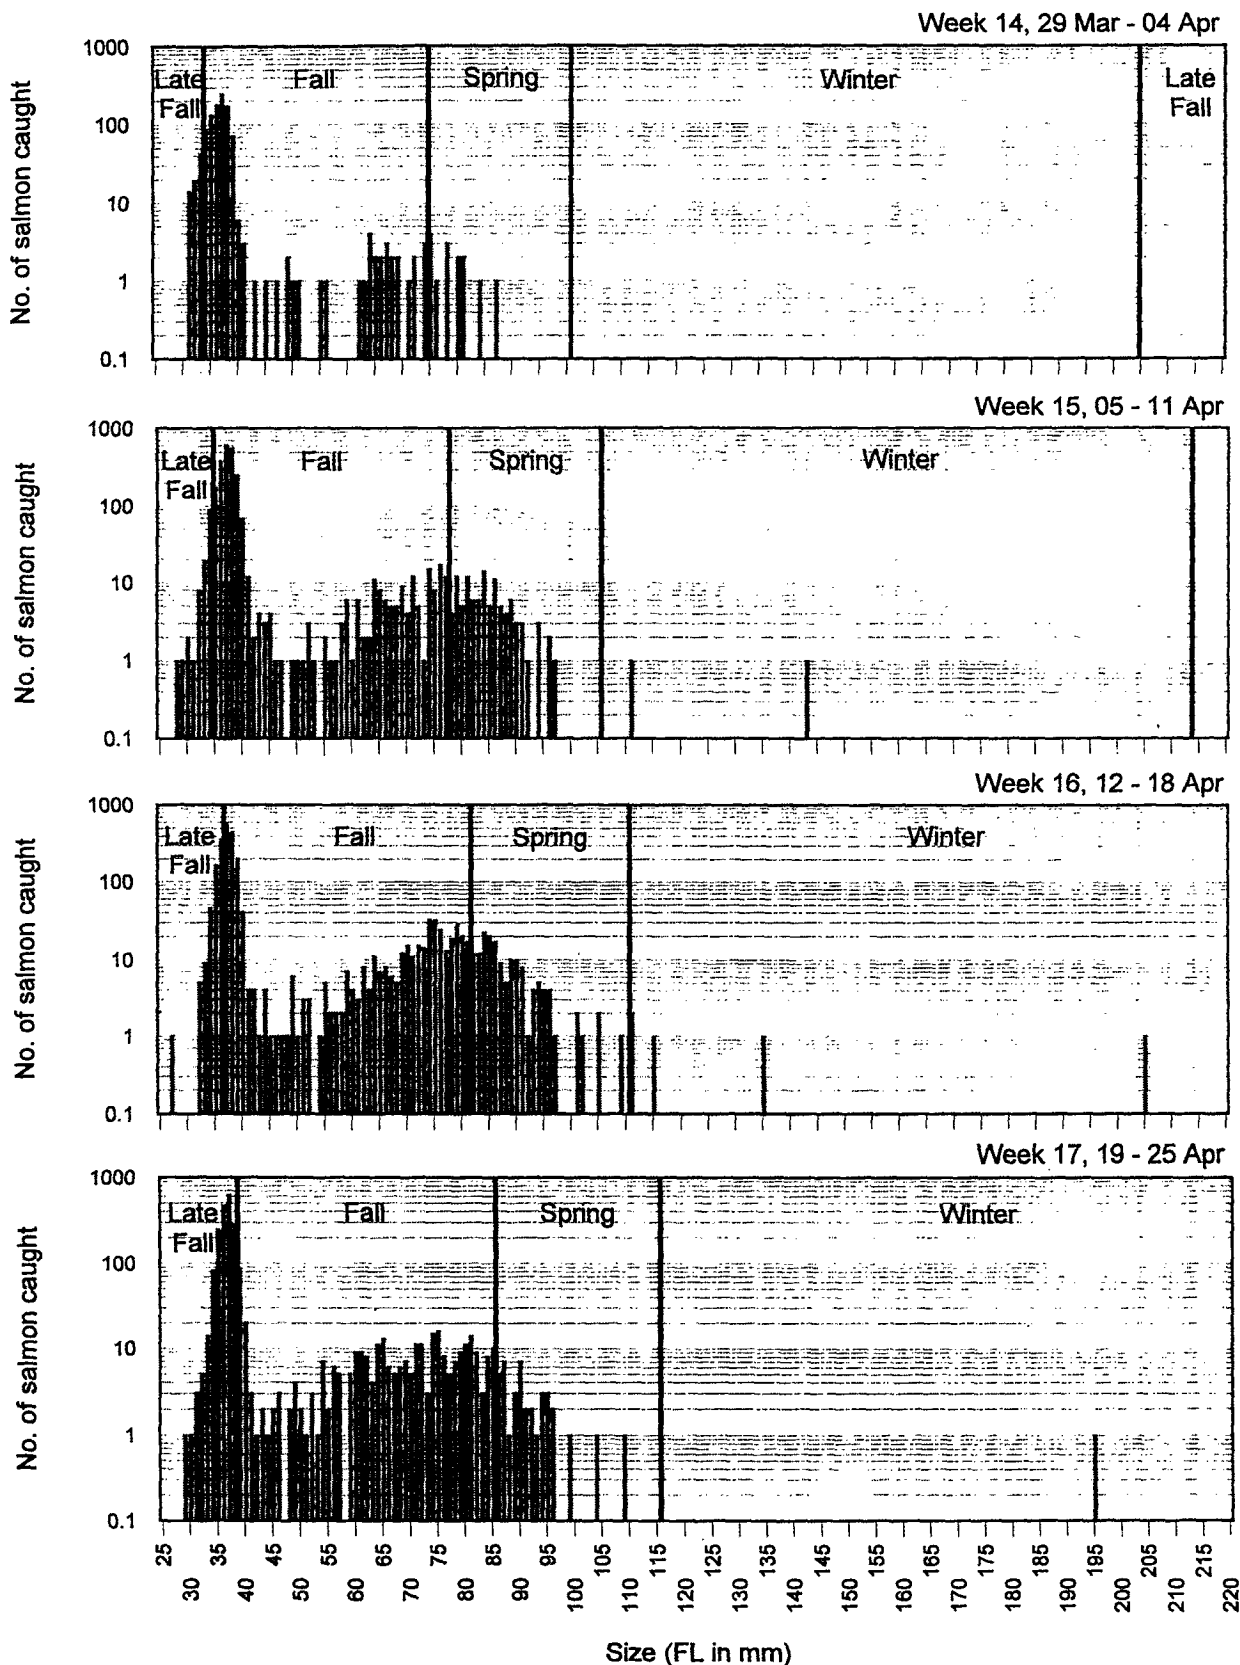 Week 14, 29 Mar - 04 Apr
No. of salmon caught
1000
100
10
1
0.1
Late Fall
Fall
Spring
Winter
Late Fall
Week 15, 05 - 11 Apr
No. of salmon caught
1000
100
10
1
0.1
Late Fall
Fall
Spring
Winter
Week 16, 12 - 18 Apr
No. of salmon caught
1000
100
10
1
0.1
Late Fall
Fall
Spring
Winter
Week 17, 19 - 25 Apr
No. of salmon caught
1000
100
10
1
0.1
Late Fall
Fall
Spring
Winter
25 35 45 55 65 75 85 95 105 115 125 135 145 155 165 175 185 195 205 215
30 40 50 60 70 80 90 100 110 120 130 140 150 160 170 180 190 200 210 220
Size (FL in mm)